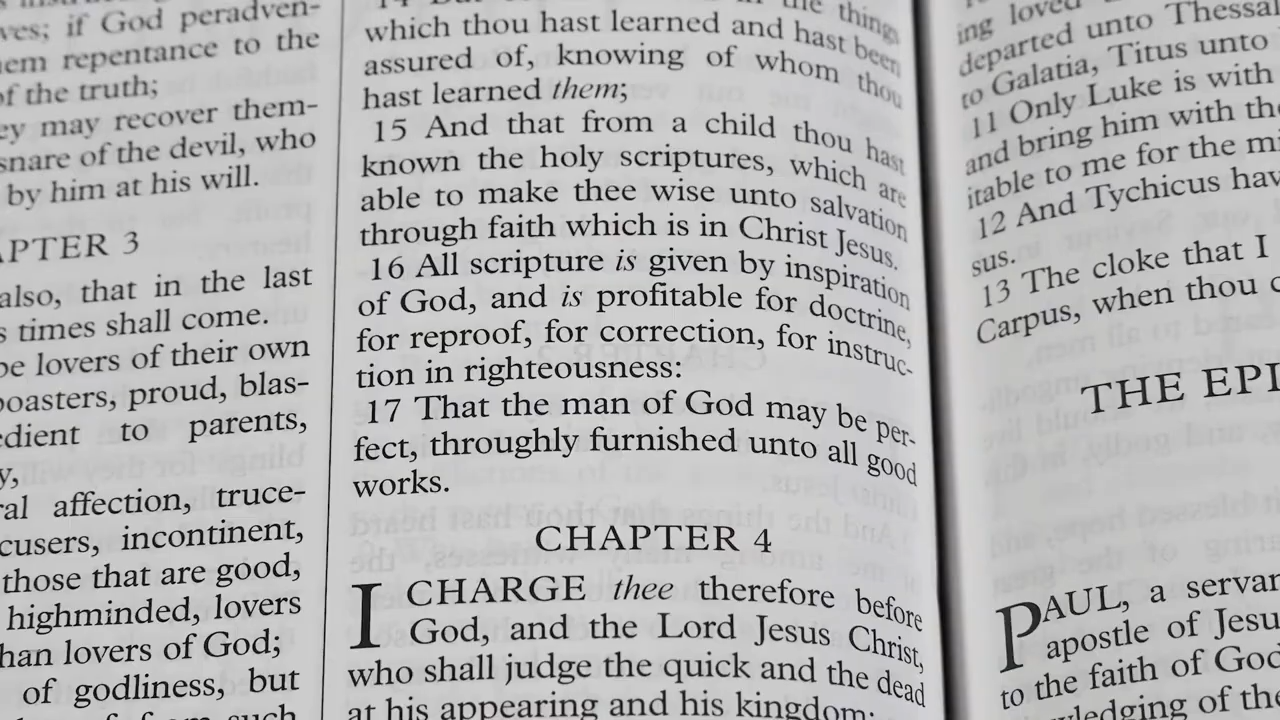 ves; if God peradven-
em repentance to the
of the truth;
ey may recover them-
snare of the devil, who
by him at his will.
APTER 3
also, that in the last
s times shall come.
be lovers of their own
boasters, proud, blas-
edient to parents,
y,
ral affection, truce-
cusers, incontinent,
those that are good,
highminded, lovers
han lovers of God;
of godliness, but
such
the things
which thou hast learned and hast been
assured of, knowing of whom thou
hast learned them;
15 And that from a child thou hast
known the holy scriptures, which are
able to make thee wise unto salvation
through faith which is in Christ Jesus.
16 All scripture is given by inspiration
of God, and is profitable for doctrine,
for reproof, for correction, for instruc-
tion in righteousness:
17 That the man of God may be per-
fect, throughly furnished unto all good
works.
CHAPTER 4
I CHARGE thee therefore before
God, and the Lord Jesus Christ,
who shall judge the quick and the dead
at his appearing and his kingdom;
ing loved
departed unto Thessal
to Galatia, Titus unto
11 Only Luke is with
and bring him with the
itable to me for the mi
12 And Tychicus hav
sus.
13 The cloke that I
Carpus, when thou c
THE EPI
PAUL, a servan
apostle of Jesu
to the faith of God
wledging of the